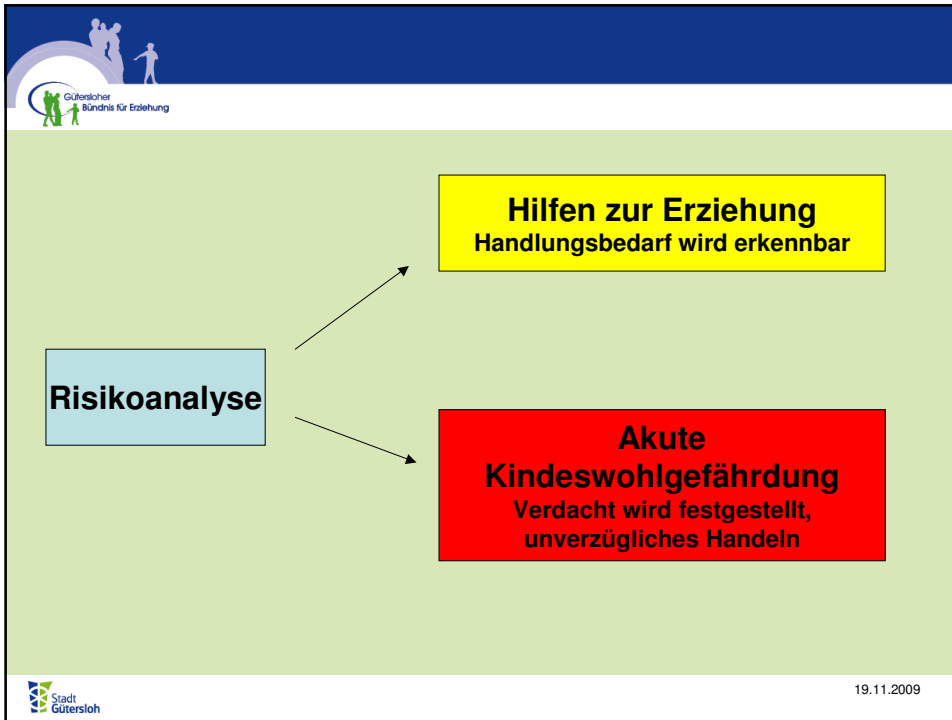 Gütersloher
Bündnis für Erziehung
Hilfen zur Erziehung
Handlungsbedarf wird erkennbar
Risikoanalyse
Akute
Kindeswohlgefährdung
Verdacht wird festgestellt,
unverzügliches Handeln
Stadt
Gütersloh
19.11.2009